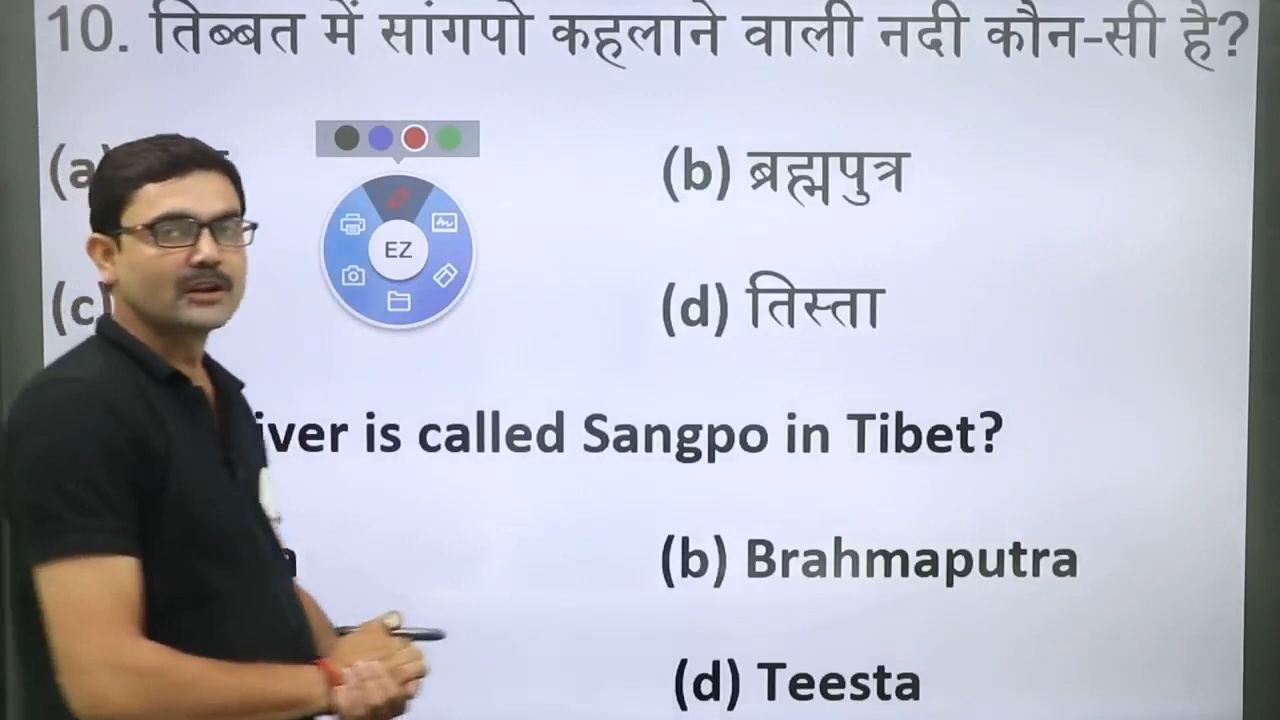 10. तिब्बत में सांगपो कहलाने वाली नदी कौन-सी है?
(a) (b) ब्रह्मपुत्र
EZ
(c) (d) तिस्ता
iver is called Sangpo in Tibet?
(b) Brahmaputra
(d) Teesta